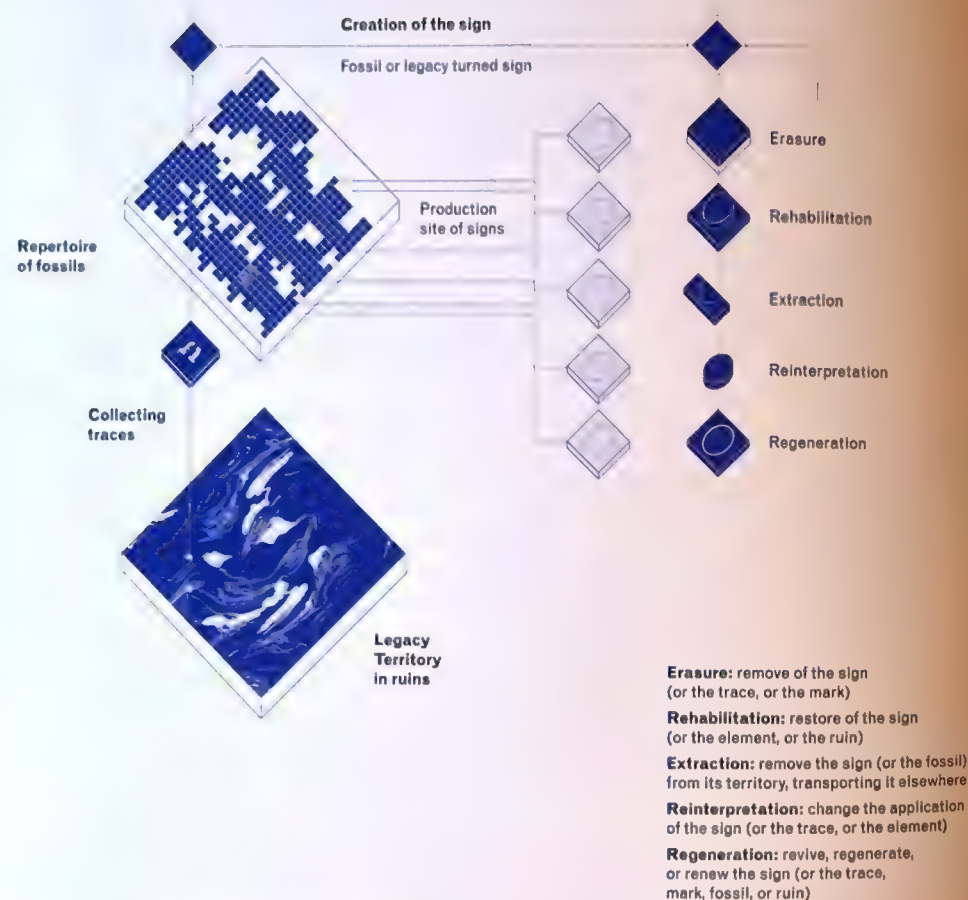 Creation of the sign
Fossil or legacy turned sign
Erasure
Production
site of signs
Rehabilitation
Repertoire
of fossils
Extraction
Reinterpretation
Collecting
traces
Regeneration
Legacy
Territory
in ruins
Erasure: remove of the sign
(or the trace, or the mark)
Rehabilitation: restore of the sign
(or the element, or the ruin)
Extraction: remove the sign (or the fossil)
from its territory, transporting it elsewhere
Reinterpretation: change the application
of the sign (or the trace, or the element)
Regeneration: revive, regenerate,
or renew the sign (or the trace,
mark, fossil, or ruin)